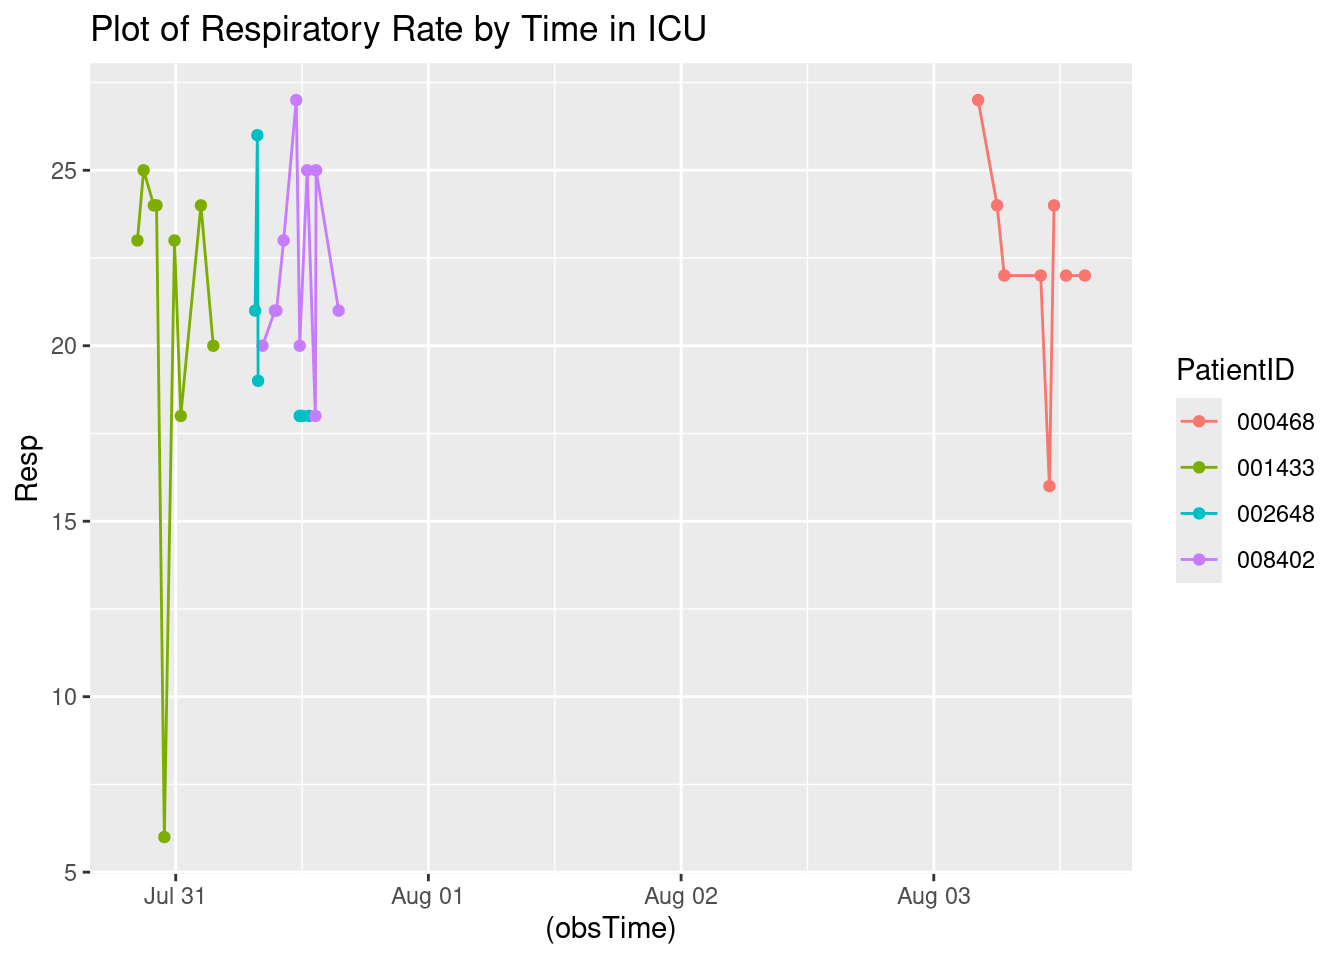 Plot of Respiratory Rate by Time in ICU
25
20
15
10
5
Resp
Jul 31 Aug 01 Aug 02 Aug 03
(obsTime)
PatientID
000468
001433
002648
008402